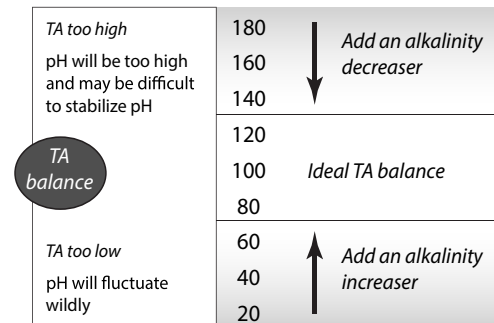 TA too high
pH will be too high
and may be difficult
to stabilize pH
TA
balance
TA too low
pH will fluctuate
wildly
180
160
140
120
100
80
60
40
20
Add an alkalinity
decreaser
Ideal TA balance
Add an alkalinity
increaser